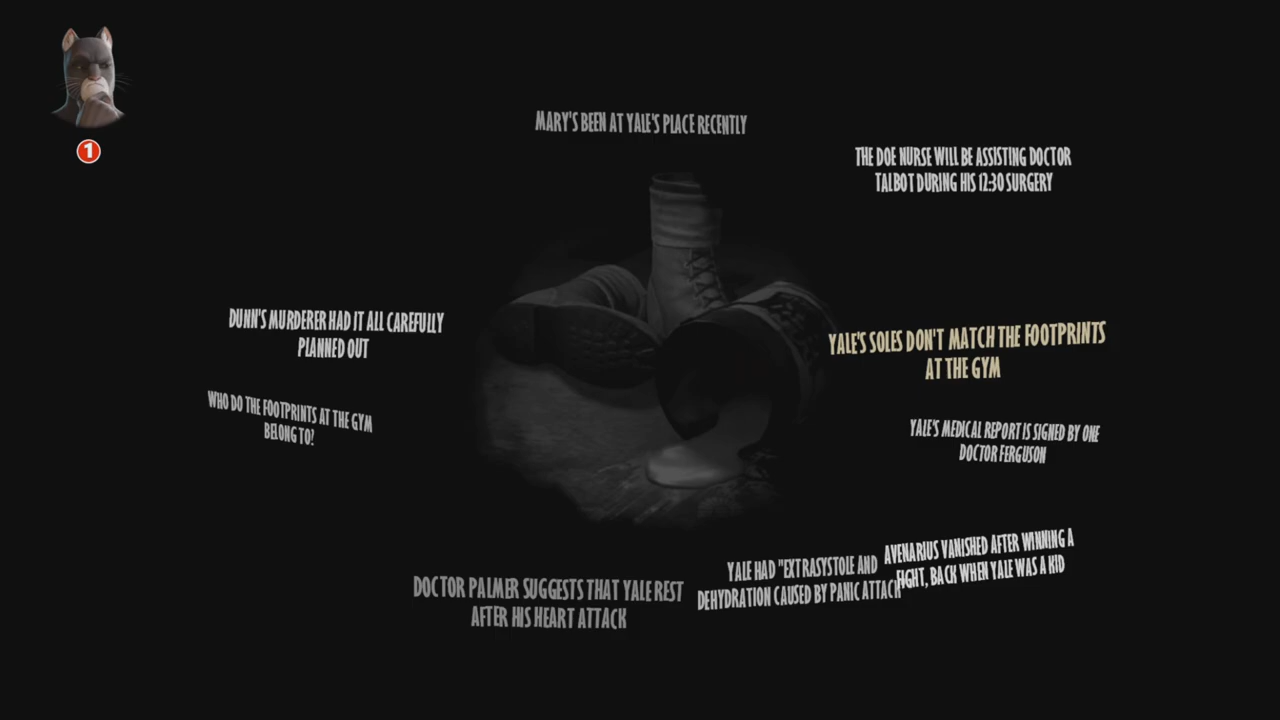 MARY'S BEEN AT YALE'S PLACE RECENTLY
THE DOE NURSE WILL BE ASSISTING DOCTOR
TALBOT DURING HIS 12:30 SURGERY
DUNN'S MURDERER HAD IT ALL CAREFULLY
PLANNED OUT
YALE'S SOLES DON'T MATCH THE FOOTPRINTS
AT THE GYM
WHO DO THE FOOTPRINTS AT THE GYM
BELONG TO?
YALE'S MEDICAL REPORT IS SIGNED BY ONE
DOCTOR FERGUSON
DOCTOR PALMER SUGGESTS THAT YALE REST
AFTER HIS HEART ATTACK
YALE HAD "EXTRASYSTOLE AND
DEHYDRATION CAUSED BY PANIC ATTACK
AVENARIUS VANISHED AFTER WINNING A
FIGHT, BACK WHEN YALE WAS A KID
1